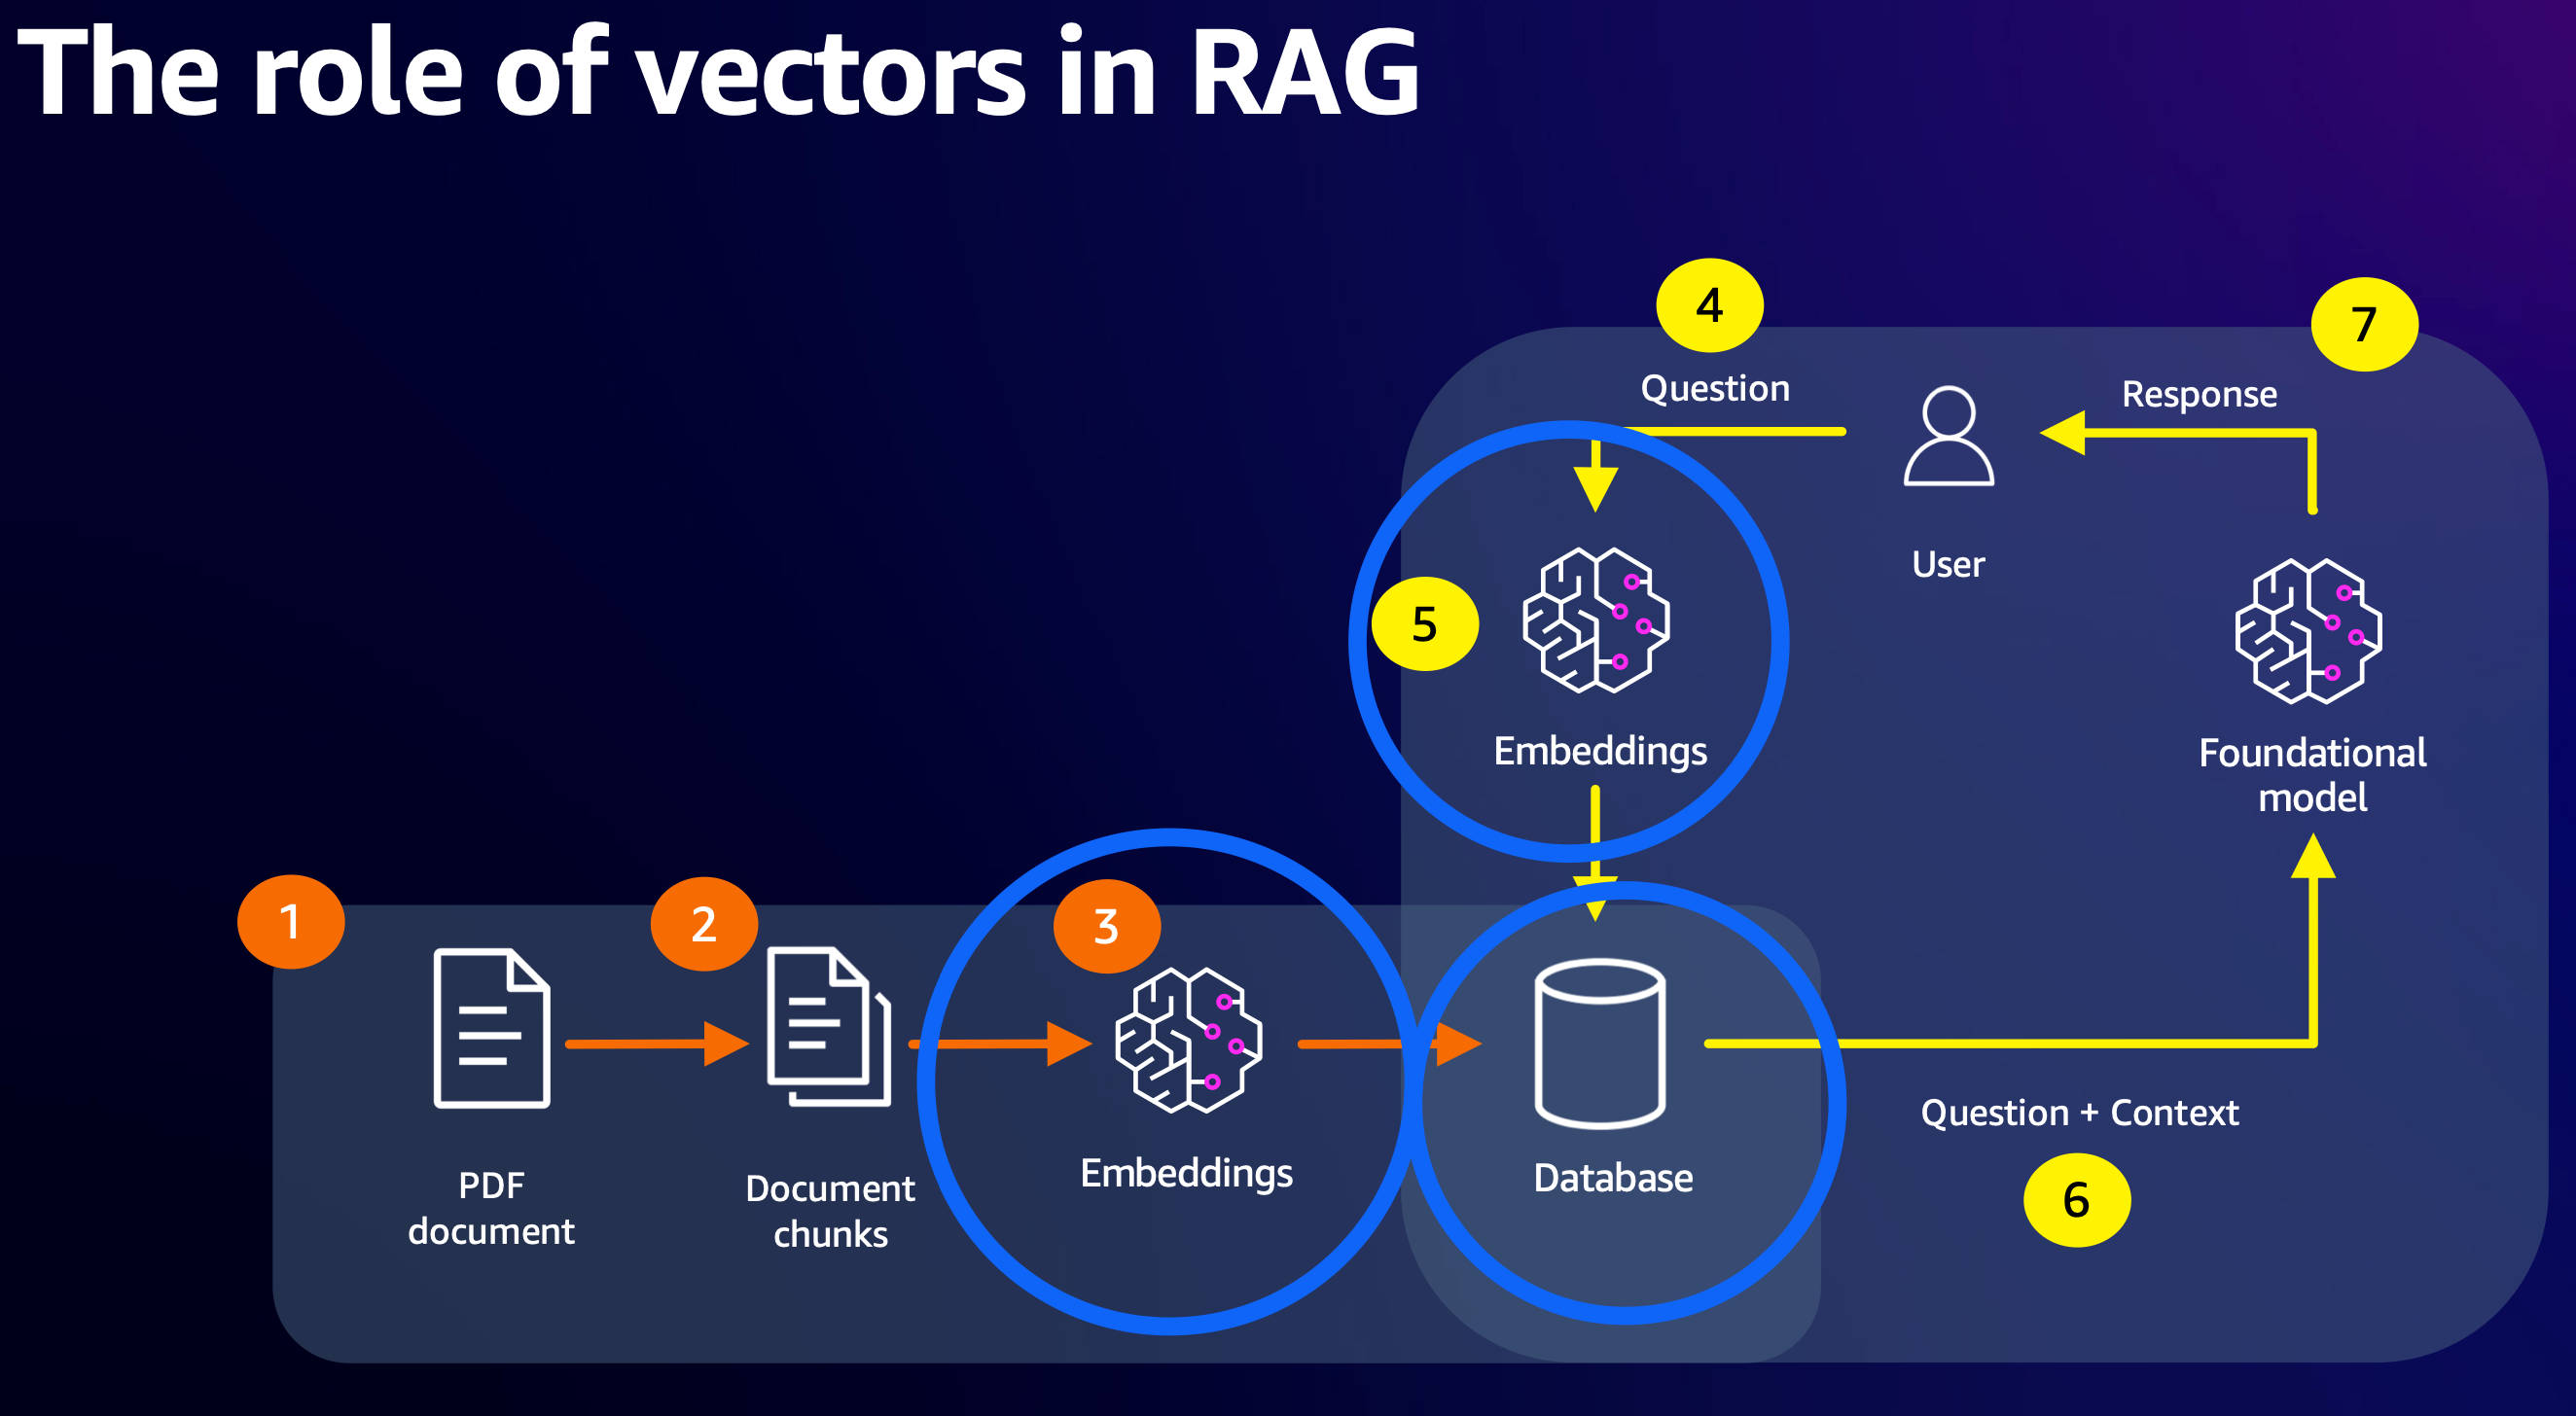 The role of vectors in RAG
4
7
Question
Response
User
5
Embeddings
Foundational
model
1
2
3
PDF
document
Document
chunks
Embeddings
Database
Question + Context
6